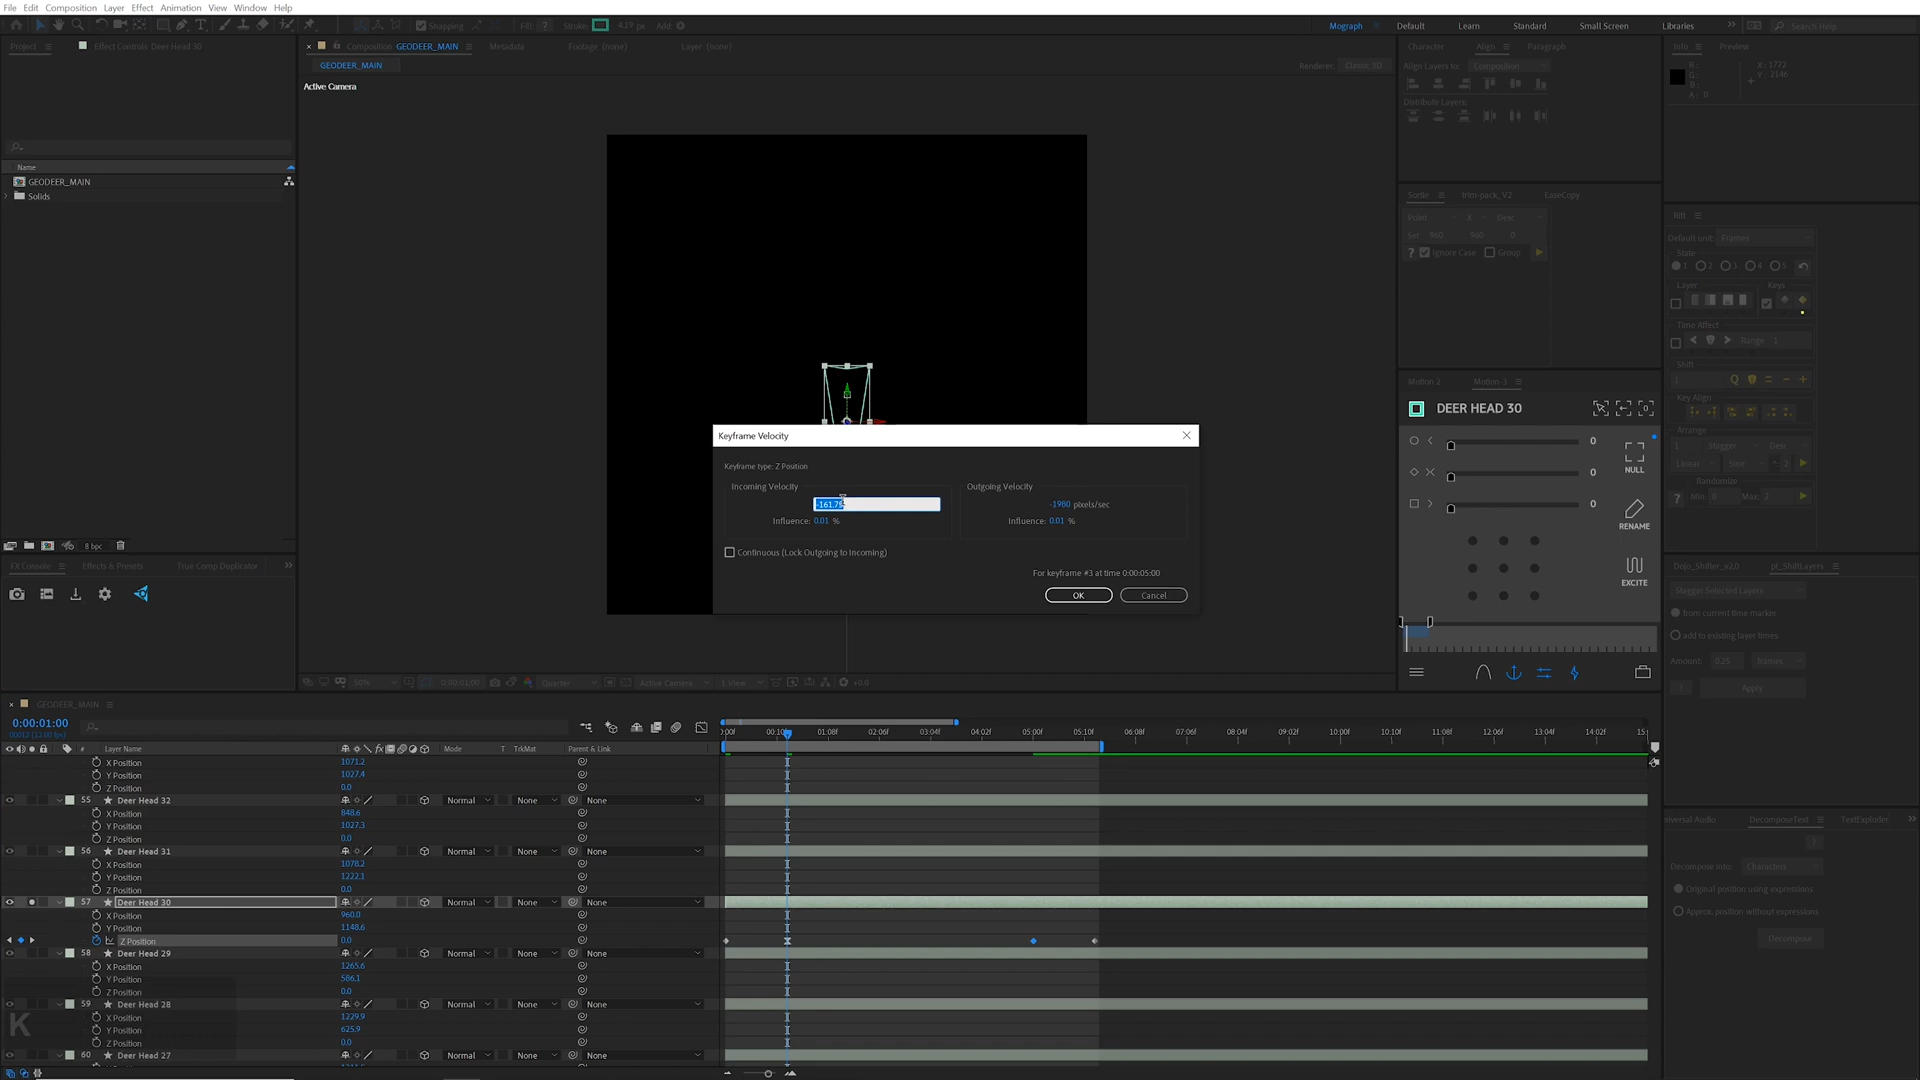 File Edit Composition Layer Effect Animation View Window Help
Snapping Fill: ? Stroke: 4.19 px Add: Mograph Default Learn Standard Small Screen Libraries » Search Help
Project Effect Controls Deer Head 30
Composition GEODEER_MAIN Metadata Footage (none) Layer (none)
GEODEER_MAIN
Renderer: Classic 3D
Active Camera
Name
GEODEER_MAIN
Solids
8 bpc
FX Console Effects & Presets True Comp Duplicator »
Character Align Paragraph
Align Layers to: Composition
Distribute Layers:
Info Preview
R: X: 1772
G: Y: 2146
B:
A: 0
Sortie trim-pack_V2 EaseCopy
Point X Desc
Set 960 960 0
? Ignore Case Group
Rift
Default unit: Frames
State
1 2 3 4 5
Layer Keys
Time Affect
Range 1
Shift
1 Q
Key Align
Arrange
1 Stagger Desc
Linear Sine 2
Randomize
? Min: 0 Max: 2
Motion 2 Motion-3
DEER HEAD 30
0
0
0
NULL
RENAME
EXCITE
Keyframe Velocity
Keyframe type: Z Position
Incoming Velocity
-161.79
Influence: 0.01 %
Outgoing Velocity
-1980 pixels/sec
Influence: 0.01 %
Continuous (Lock Outgoing to Incoming)
For keyframe #3 at time 0:00:05:00
OK Cancel
50% 0:00:01:00 Quarter Active Camera 1 View +0.0
Dojo_Shifter_v2.0 pt_ShiftLayers
Stagger Selected Layers
from current time marker
add to existing layer times
Amount: 0.25 frames
! Apply
GEODEER_MAIN
0:00:01:00
00012 (12.00 fps)
# Layer Name Mode T TrkMat Parent & Link
):00f 00:10f 01:08f 02:06f 03:04f 04:02f 05:00f 05:10f 06:08f 07:06f 08:04f 09:02f 10:00f 10:10f 11:08f 12:06f 13:04f 14:02f 15:
X Position 1071.2
Y Position 1027.4
Z Position 0.0
55 Deer Head 32 Normal None None
X Position 848.6
Y Position 1027.3
Z Position 0.0
56 Deer Head 31 Normal None None
X Position 1078.2
Y Position 1222.1
Z Position 0.0
57 Deer Head 30 Normal None None
X Position 960.0
Y Position 1148.6
Z Position 0.0
58 Deer Head 29 Normal None None
X Position 1265.6
Y Position 586.1
Z Position 0.0
59 Deer Head 28 Normal None None
X Position 1229.9
Y Position 625.9
Z Position 0.0
60 Deer Head 27 Normal None None
X Position
K
iversal Audio DecomposeText TextExploder »
?
Decompose into: Characters
Original position using expressions
Approx. position without expressions
Decompose